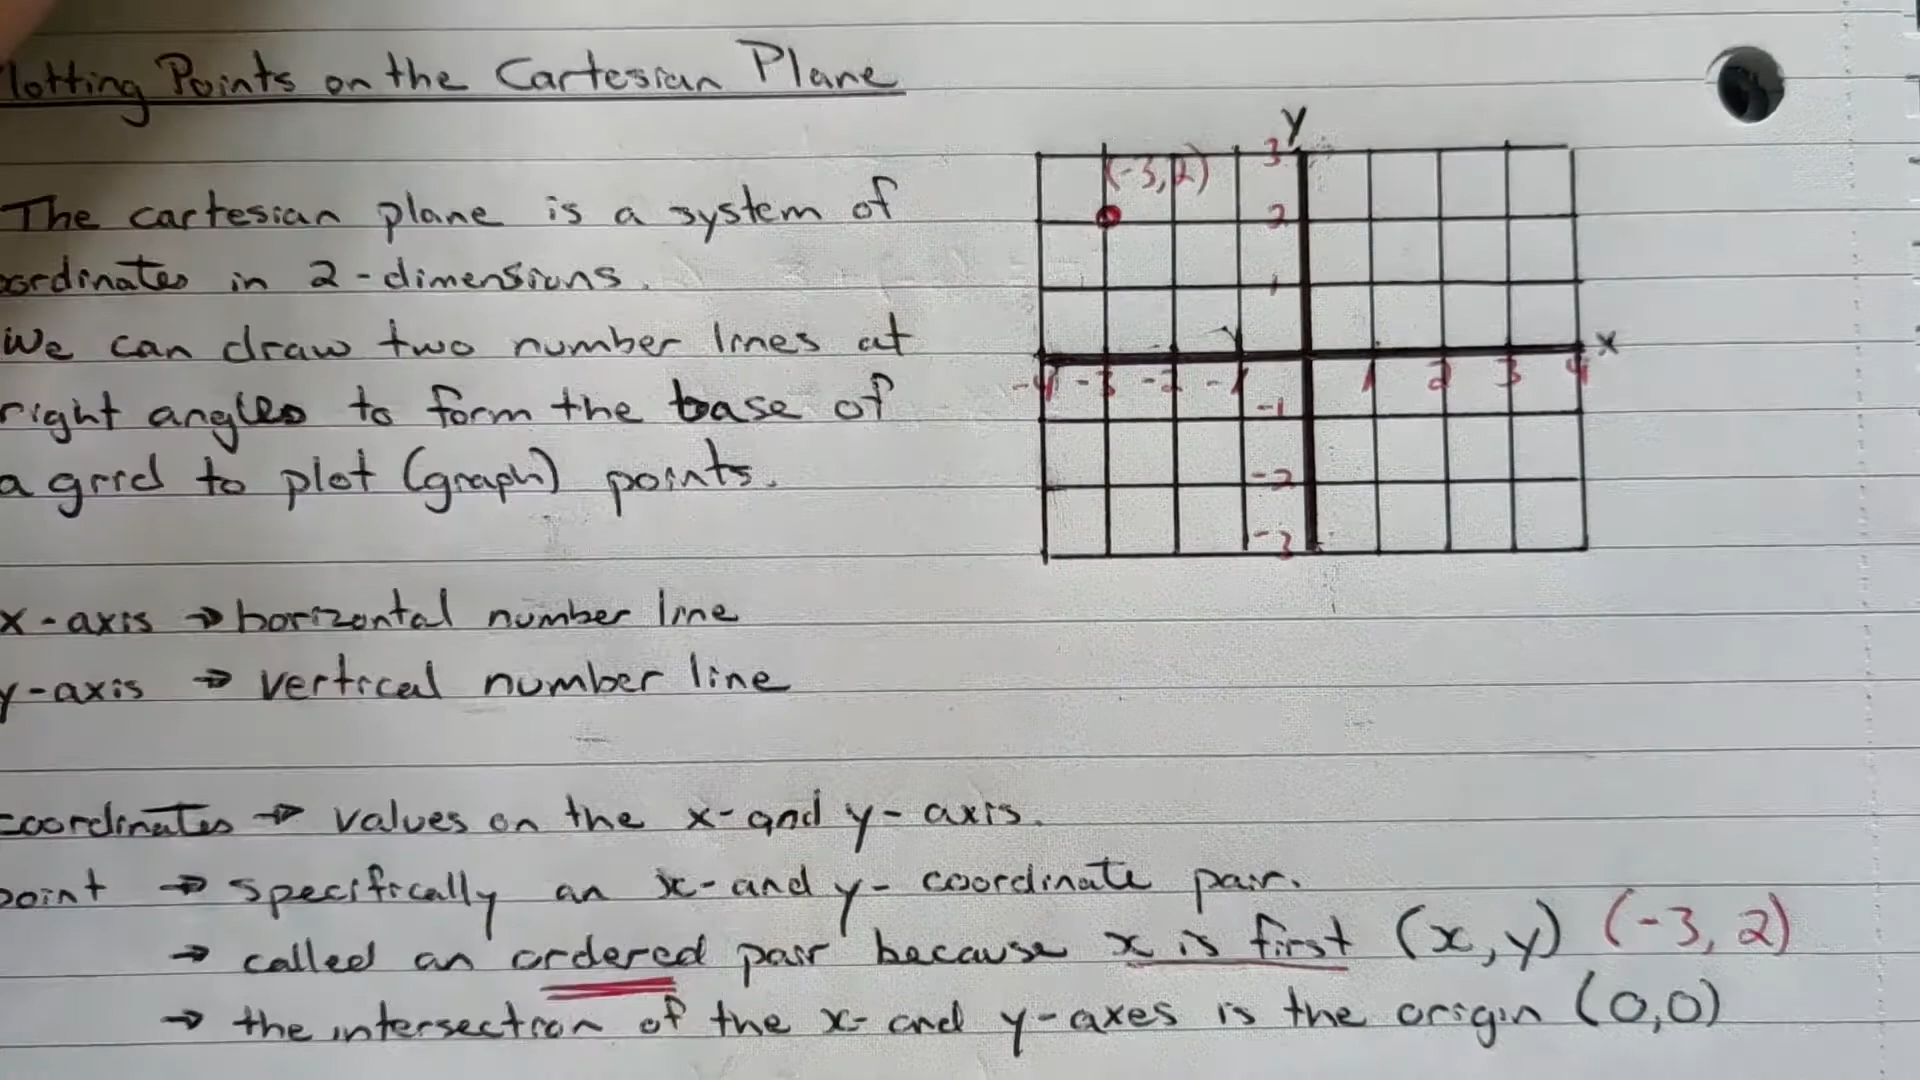 lotting Points on the Cartesian Plane
The cartesian plane is a system of
ordinates in 2-dimensions.
We can draw two number lines at
right angles to form the base of
a grid to plot (graph) points.
x-axis → horizontal number line
y-axis → vertical number line
coordinates → values on the x- and y- axis.
point → specifically an x- and y- coordinate pair.
→ called an ordered pair because x is first (x, y) (-3, 2)
→ the intersection of the x- and y-axes is the origin (0,0)
y
3
(-3,2)
2
1
x
-4 -3 -2 -1 1 2 3 4
-1
-2
-3